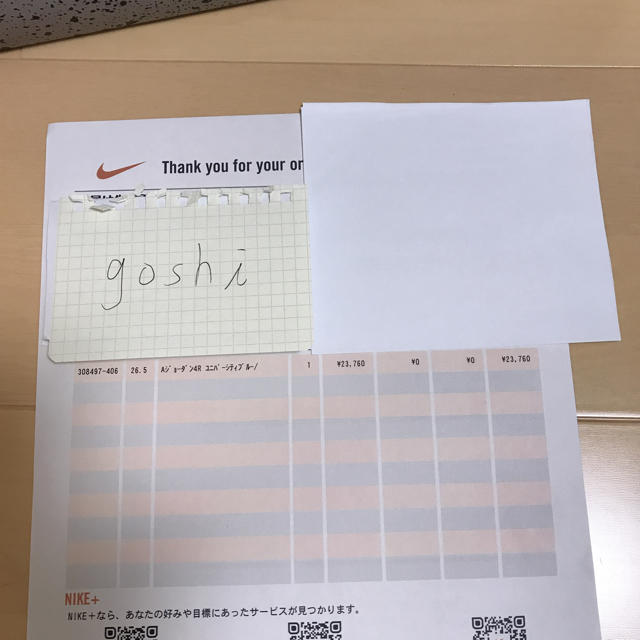 Thank you for your or
goshi
308497-406 26.5 Aジョーダン4R ユニバーシティブルー/ 1 ¥23,760 ¥0 ¥0 ¥23,760
NIKE+
NIKE+なら、あなたの好みや目標にあったサービスが見つかります。